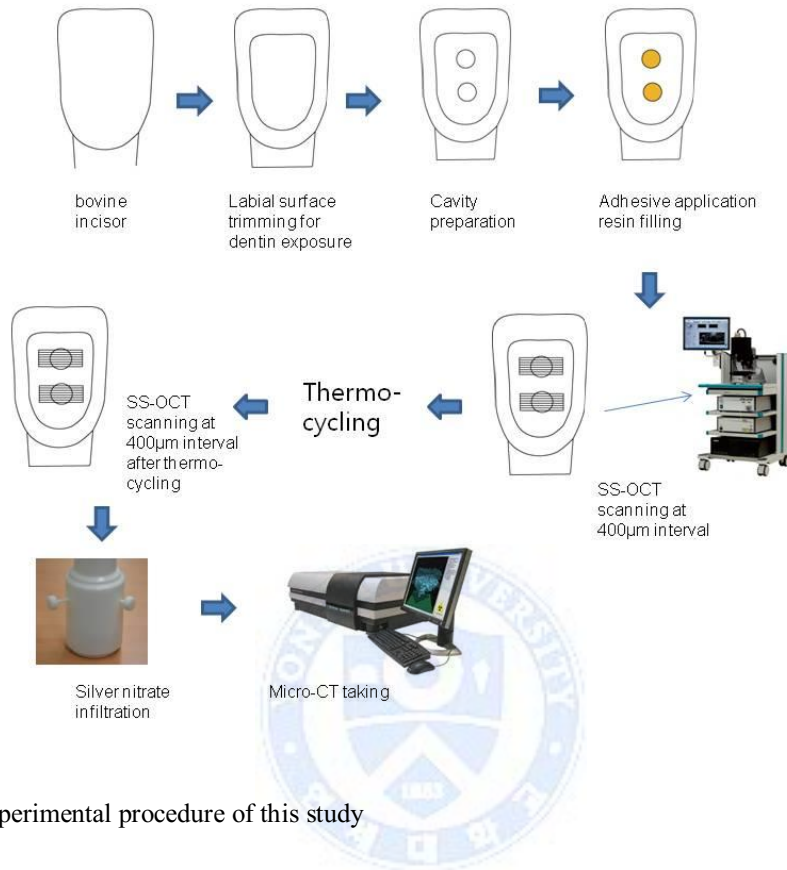 bovine
incisor
Labial surface
trimming for
dentin exposure
Cavity
preparation
Adhesive application
resin filling
SS-OCT
scanning at
400µm interval
Thermo-
cycling
SS-OCT
scanning at
400µm interval
after thermo-
cycling
Silver nitrate
infiltration
Micro-CT taking
UNIVERSITY
1885
perimental procedure of this study